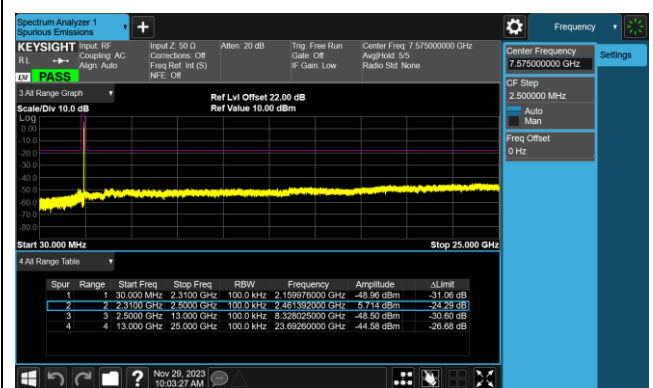 Spectrum Analyzer 1
Spurious Emissions
Frequency
KEYSIGHT
RL
PASS
Input: RF
Coupling: AC
Align: Auto
Input Z: 50 Ω
Corrections: Off
Freq Ref: Int (S)
NFE: Off
Atten: 20 dB
Trig: Free Run
Gate: Off
IF Gain: Low
Center Freq: 7.575000000 GHz
Avg|Hold: 5/5
Radio Std: None
Center Frequency
7.575000000 GHz
Settings
CF Step
2.500000 MHz
Auto
Man
Freq Offset
0 Hz
3 All Range Graph
Scale/Div 10.0 dB
Ref Lvl Offset 22.00 dB
Ref Value 10.00 dBm
Log
0.00
-10.0
-20.0
-30.0
-40.0
-50.0
-60.0
-70.0
-80.0
Start 30.000 MHz
Stop 25.000 GHz
4 All Range Table
Spur Range Start Freq Stop Freq RBW Frequency Amplitude ΔLimit
1 1 30.000 MHz 2.3100 GHz 100.0 kHz 2.159976000 GHz -48.96 dBm -31.06 dB
2 2 2.3100 GHz 2.5000 GHz 100.0 kHz 2.461392000 GHz 5.714 dBm -24.29 dB
3 3 2.5000 GHz 13.000 GHz 100.0 kHz 8.328025000 GHz -48.50 dBm -30.60 dB
4 4 13.000 GHz 25.000 GHz 100.0 kHz 23.69260000 GHz -44.58 dBm -26.68 dB
Nov 29, 2023
10:03:27 AM